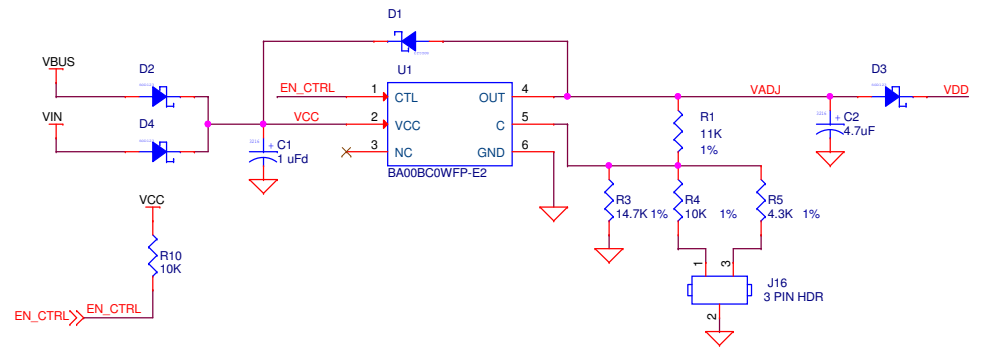 D1
U1
VBUS
D2
EN_CTRL
1
CTL
OUT
4
VADJ
D3
VDD
VIN
D4
VCC
2
VCC
C
5
R1
11K
1%
+ C2
4.7uF
+ C1
1 uFd
3
NC
GND
6
BA00BC0WFP-E2
R3
14.7K 1%
R4
10K 1%
R5
4.3K 1%
VCC
R10
10K
1
3
J16
3 PIN HDR
2
EN_CTRL
EN_CTRL